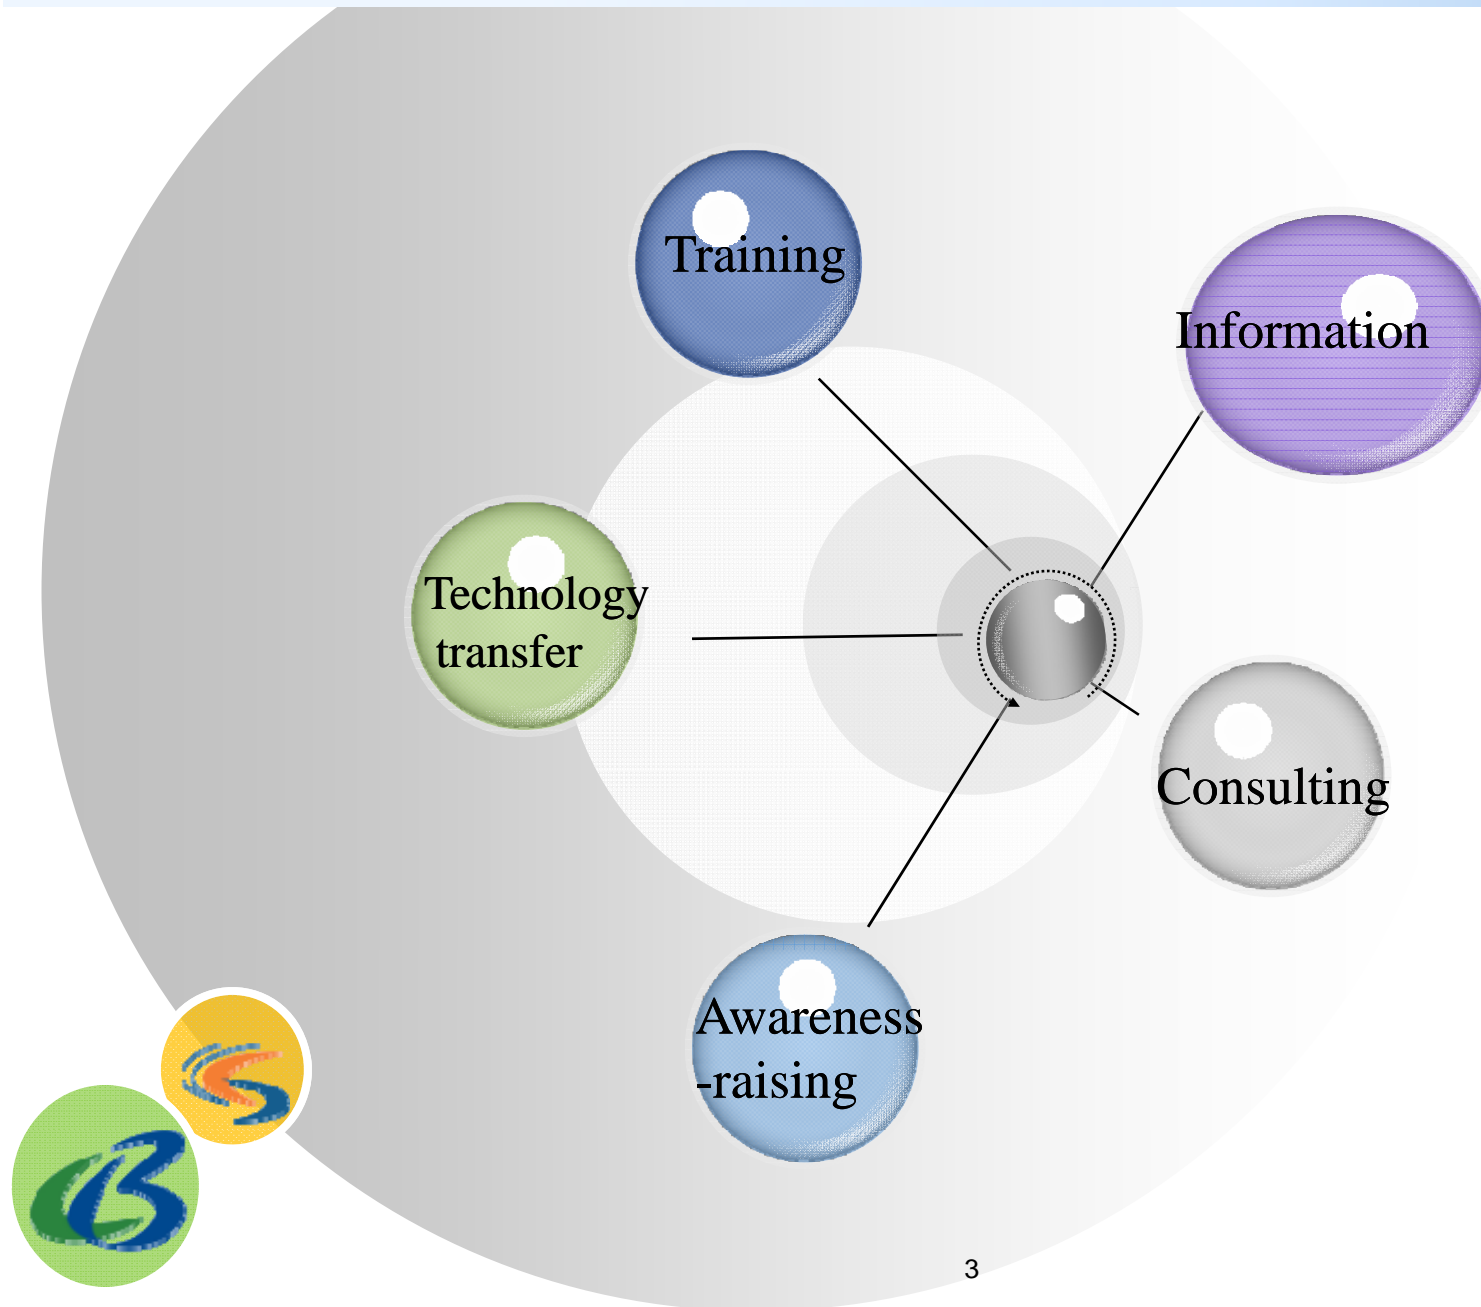 Training
Information
Technology
transfer
Consulting
Awareness
-raising
3